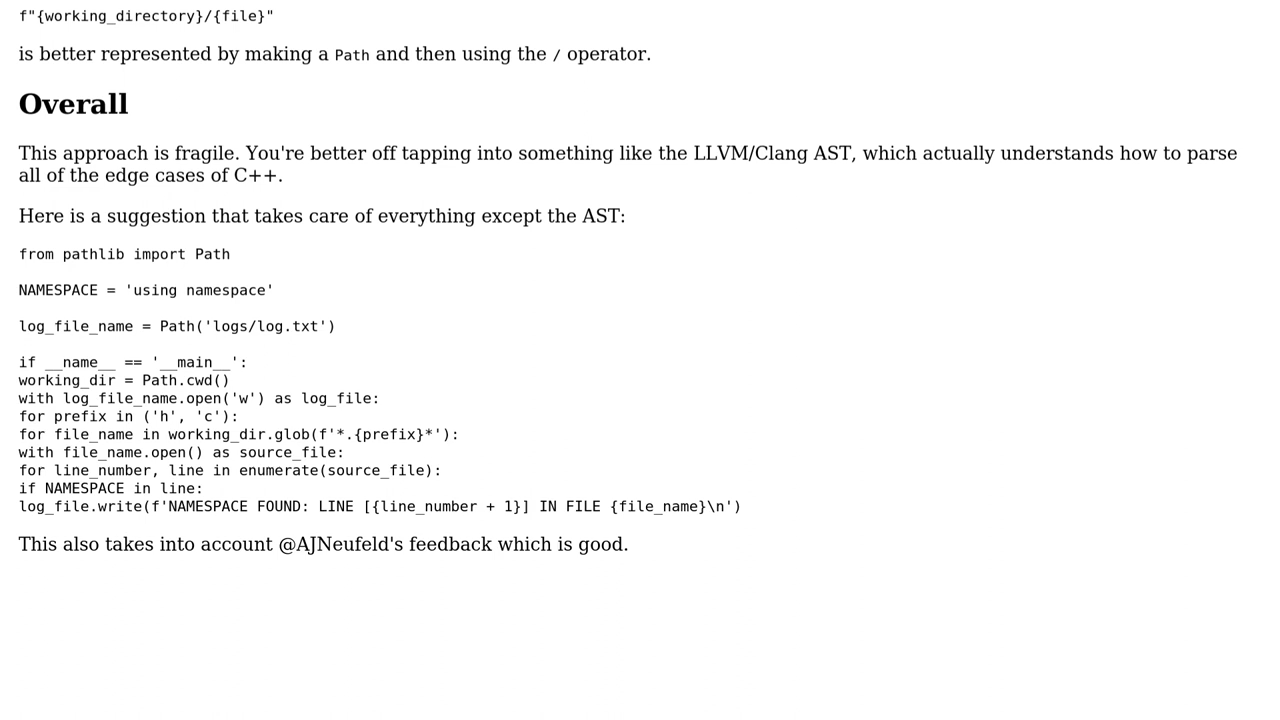 f"{working_directory}/{file}"
is better represented by making a Path and then using the / operator.
Overall
This approach is fragile. You're better off tapping into something like the LLVM/Clang AST, which actually understands how to parse
all of the edge cases of C++.
Here is a suggestion that takes care of everything except the AST:
from pathlib import Path
NAMESPACE = 'using namespace'
log_file_name = Path('logs/log.txt')
if __name__ == '__main__':
working_dir = Path.cwd()
with log_file_name.open('w') as log_file:
for prefix in ('h', 'c'):
for file_name in working_dir.glob(f'*.{prefix}*'):
with file_name.open() as source_file:
for line_number, line in enumerate(source_file):
if NAMESPACE in line:
log_file.write(f'NAMESPACE FOUND: LINE [{line_number + 1}] IN FILE {file_name}\n')
This also takes into account @AJNeufeld's feedback which is good.